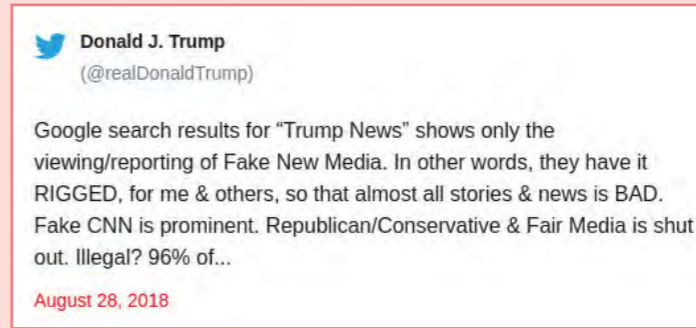 Donald J. Trump
(@realDonaldTrump)
Google search results for “Trump News” shows only the
viewing/reporting of Fake New Media. In other words, they have it
RIGGED, for me & others, so that almost all stories & news is BAD.
Fake CNN is prominent. Republican/Conservative & Fair Media is shut
out. Illegal? 96% of...
August 28, 2018